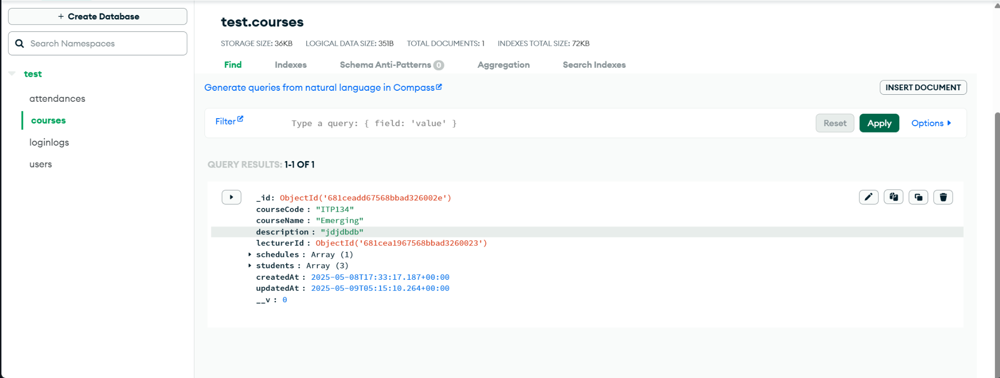 + Create Database
Search Namespaces
test
attendances
courses
loginlogs
users
test.courses
STORAGE SIZE: 36KB LOGICAL DATA SIZE: 351B TOTAL DOCUMENTS: 1 INDEXES TOTAL SIZE: 72KB
Find Indexes Schema Anti-Patterns 0 Aggregation Search Indexes
Generate queries from natural language in Compass
INSERT DOCUMENT
Filter Type a query: { field: 'value' } Reset Apply Options
QUERY RESULTS: 1-1 OF 1
_id: ObjectId('681ceadd67568bbad326002e')
courseCode : "ITP134"
courseName : "Emerging"
description : "jdjdbdb"
lecturerId : ObjectId('681cea1967568bbad3260023')
schedules : Array (1)
students : Array (3)
createdAt : 2025-05-08T17:33:17.187+00:00
updatedAt : 2025-05-09T05:15:10.264+00:00
__v : 0